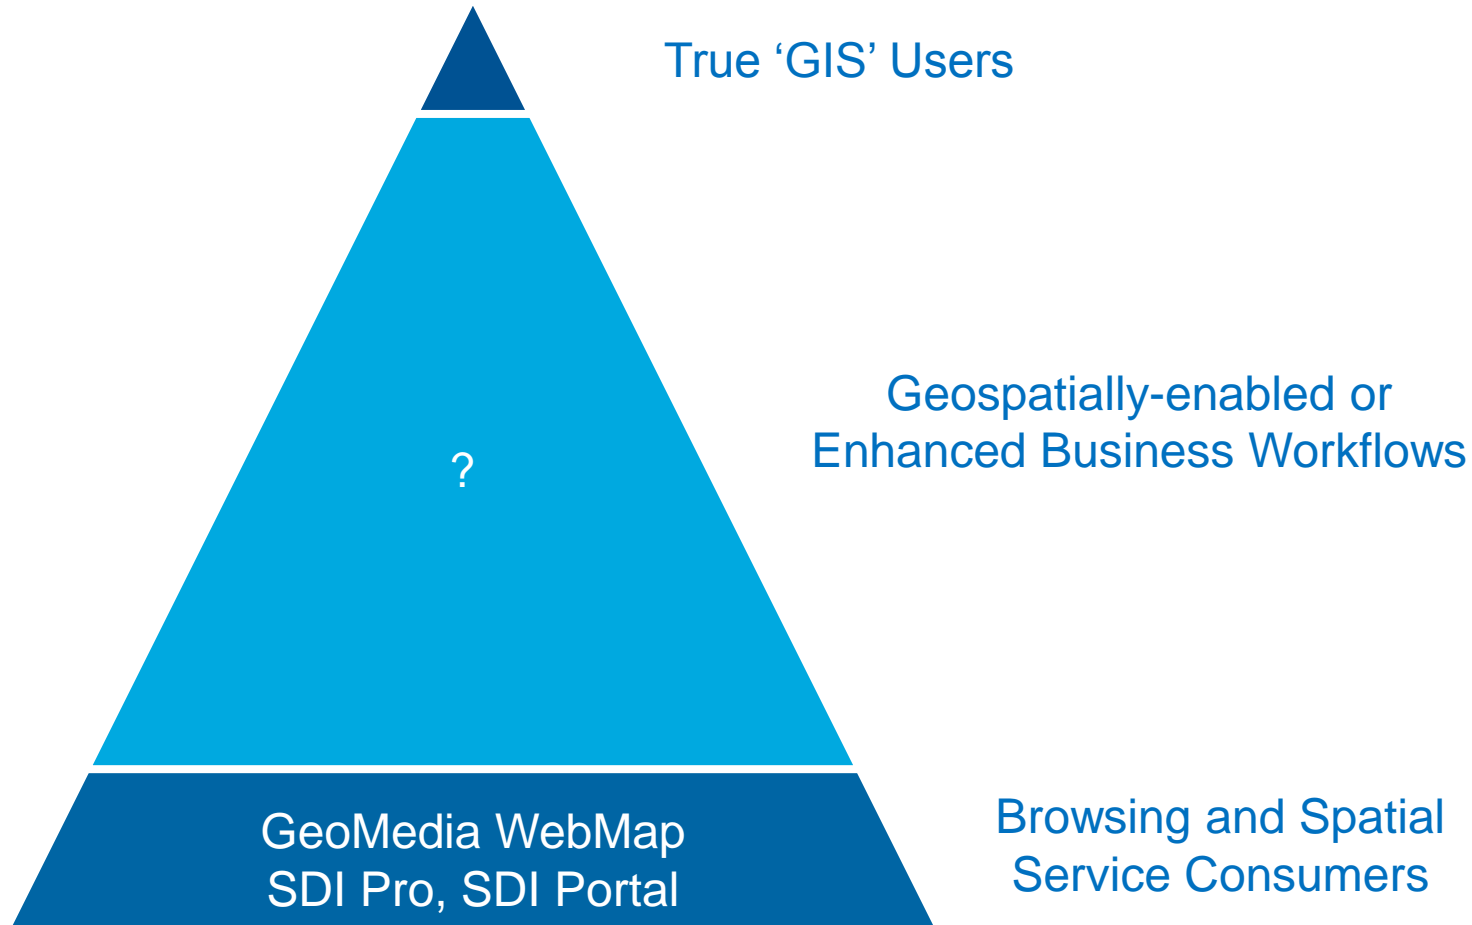 True ‘GIS’ Users
Geospatially-enabled or
Enhanced Business Workflows
?
GeoMedia WebMap
SDI Pro, SDI Portal
Browsing and Spatial
Service Consumers